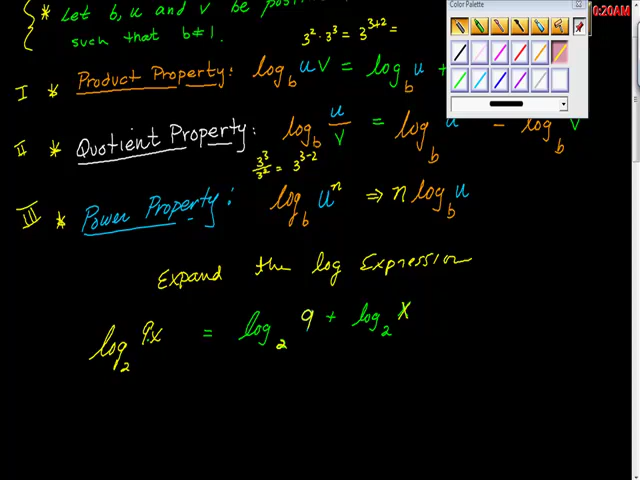 * Let b, u and v be
such that b≠1.
3² · 3³ = 3³⁺² =
I * Product Property: log_b uv = log_b u +
II * Quotient Property: log_b u/v = log_b u - log_b v
3³/3² = 3³⁻²
III * Power Property: log_b uⁿ ⇒ n log_b u
Expand the log Expression
log₂ 9·x = log₂ 9 + log₂ x
Color Palette
0:20AM